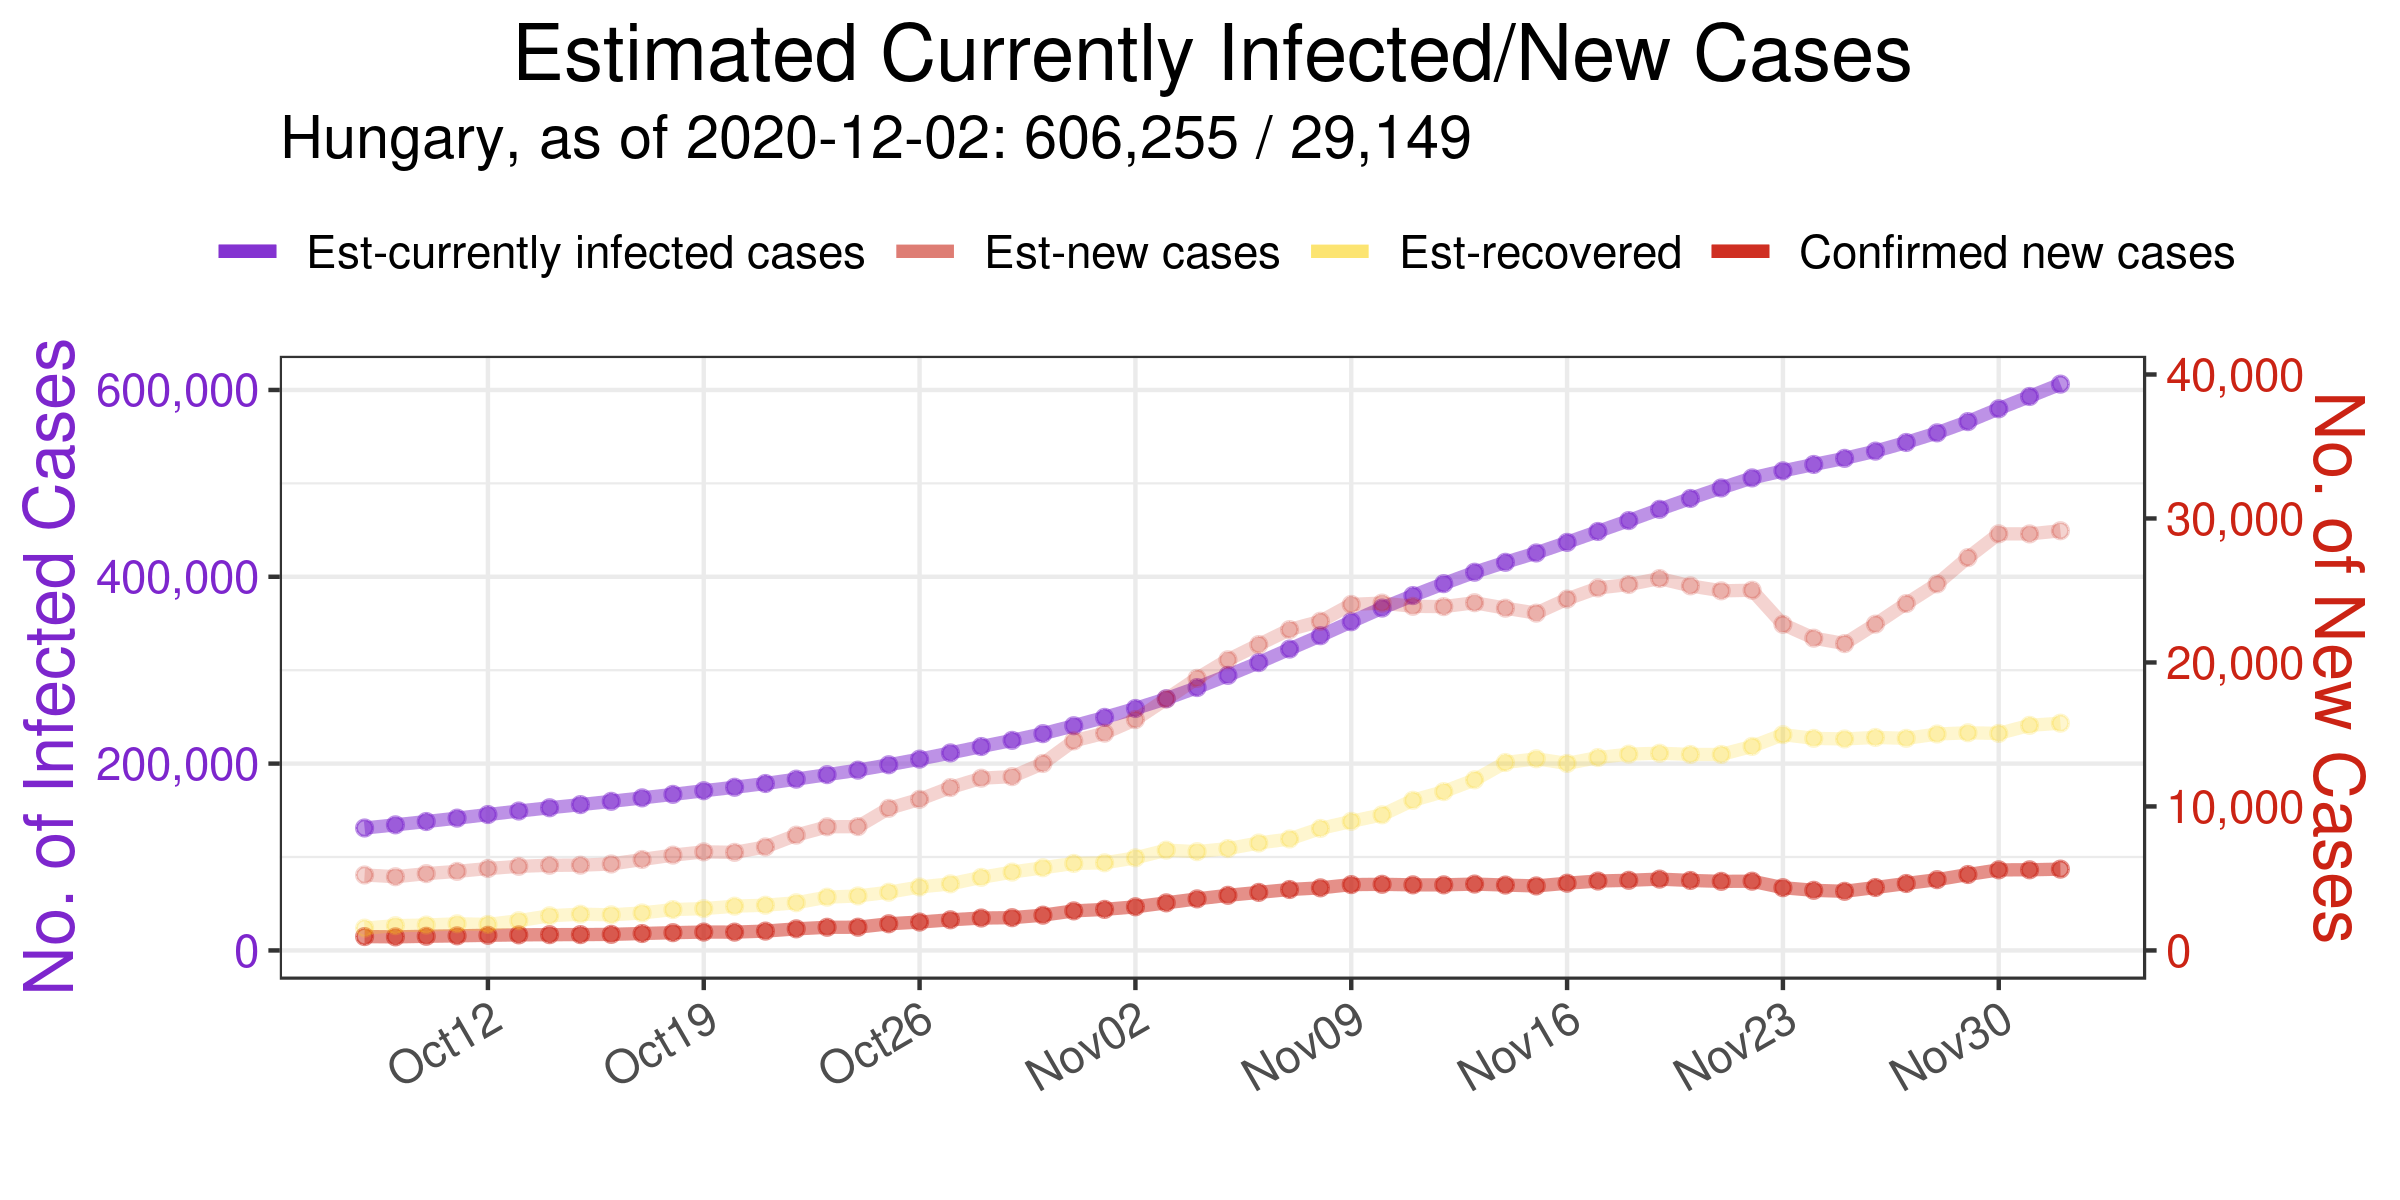 Estimated Currently Infected/New Cases
Hungary, as of 2020-12-02: 606,255 / 29,149
Est-currently infected cases Est-new cases Est-recovered Confirmed new cases
No. of Infected Cases
600,000
400,000
200,000
0
40,000
30,000
20,000
10,000
0
No. of New Cases
Oct12 Oct19 Oct26 Nov02 Nov09 Nov16 Nov23 Nov30